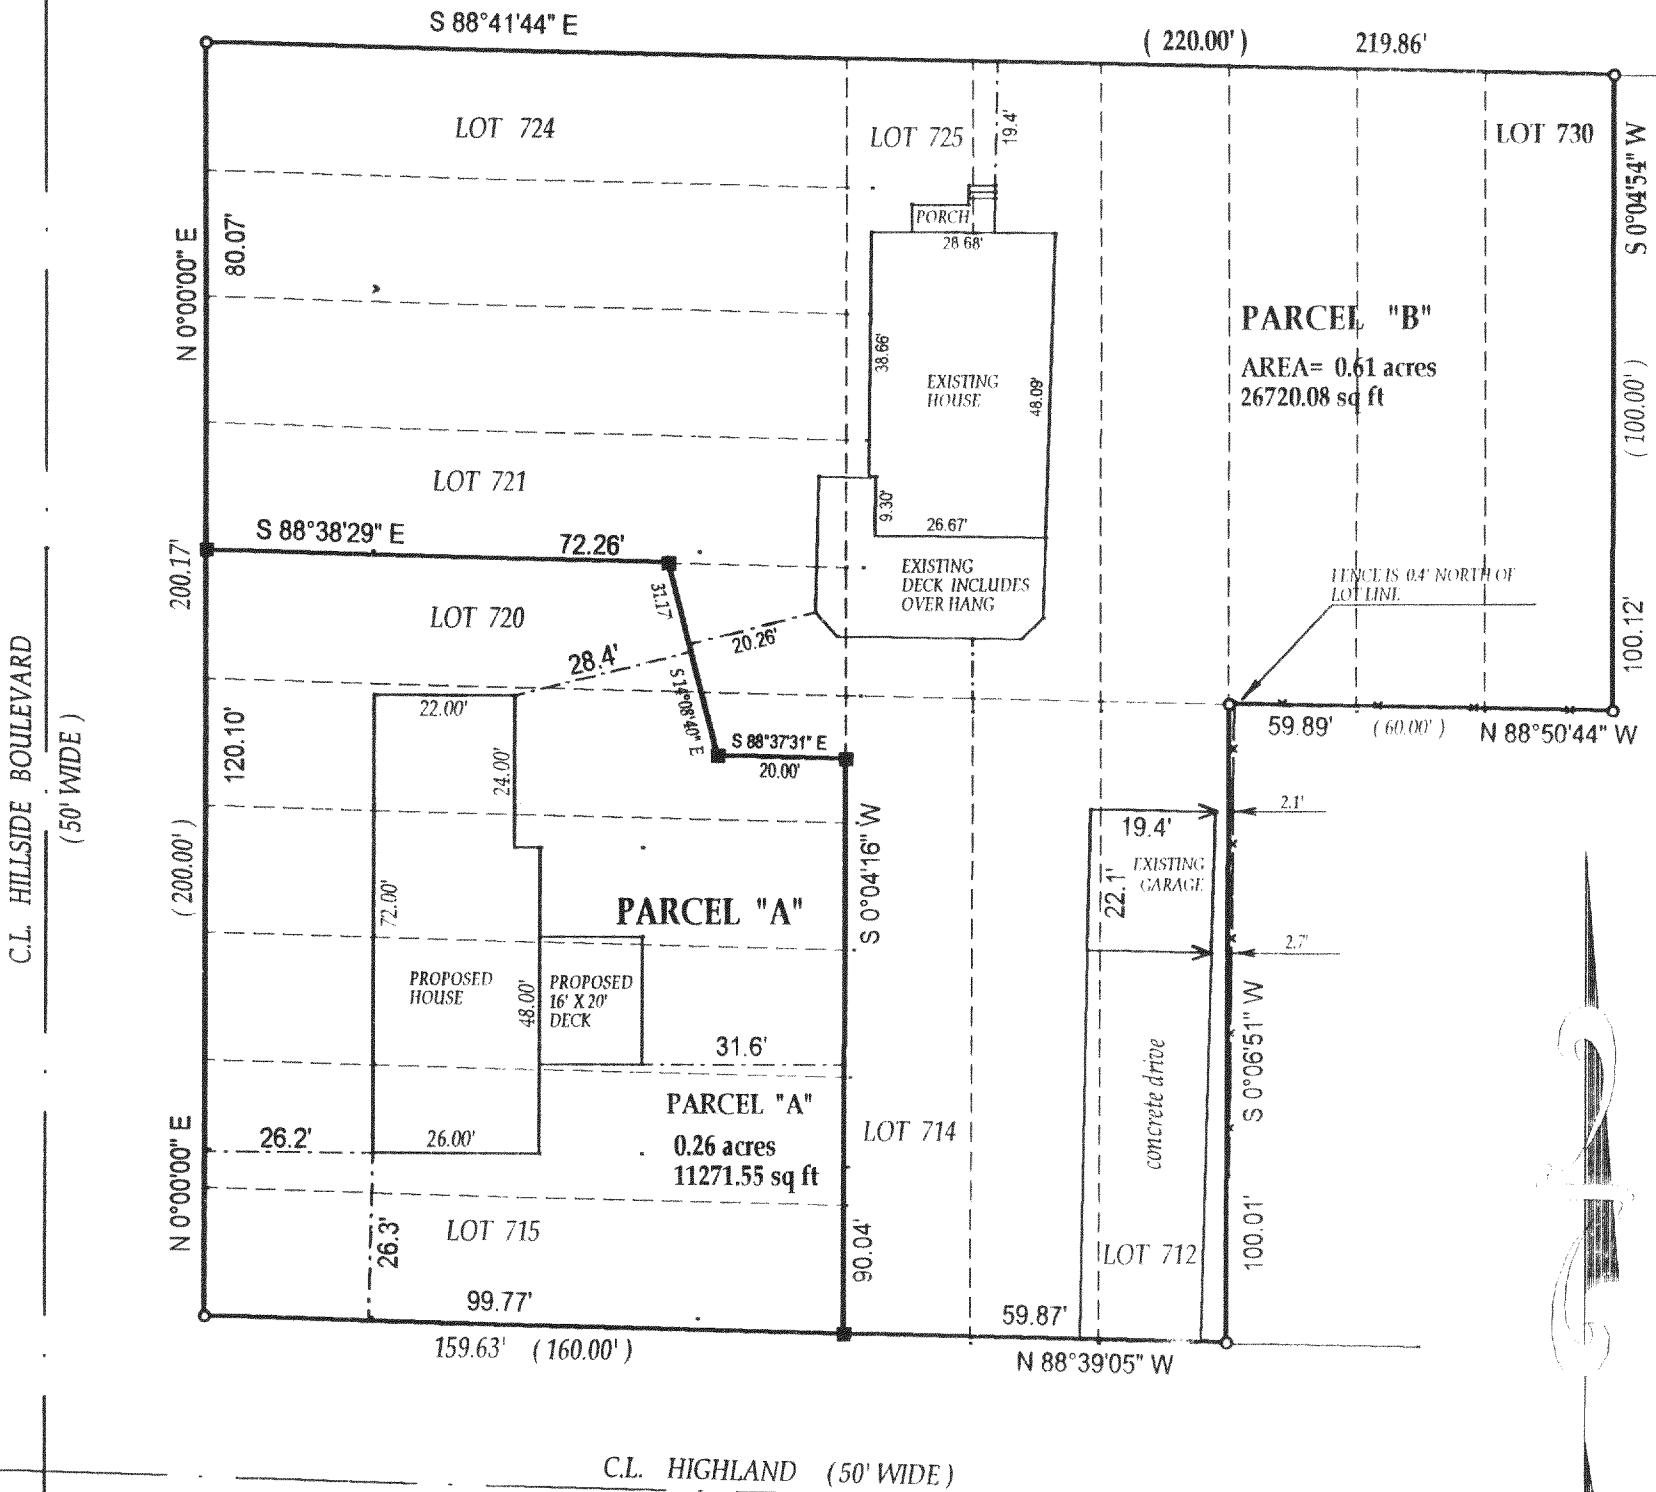 S 88°41'44" E
( 220.00' )
219.86'
LOT 724
LOT 725
19.4'
LOT 730
S 0°04'54" W
N 0°00'00" E
80.07'
PORCH
28.68'
PARCEL "B"
AREA= 0.61 acres
26720.08 sq ft
38.66'
EXISTING
HOUSE
48.09'
( 100.00' )
LOT 721
9.30'
26.67'
S 88°38'29" E
72.26'
200.17'
EXISTING
DECK INCLUDES
OVER HANG
FENCE IS 0.4' NORTH OF
LOT LINE
31.17'
LOT 720
100.12'
C.L. HILLSIDE BOULEVARD
( 50' WIDE )
28.4'
20.26'
S 14°08'40" E
22.00'
120.10'
24.00'
S 88°37'31" E
20.00'
59.89'
( 60.00' )
N 88°50'44" W
( 200.00' )
S 0°04'16" W
19.4'
2.1'
EXISTING
GARAGE
22.1'
72.00'
PARCEL "A"
2.7'
PROPOSED
HOUSE
48.00'
PROPOSED
16' X 20'
DECK
31.6'
S 0°06'51" W
concrete drive
PARCEL "A"
0.26 acres
11271.55 sq ft
LOT 714
N 0°00'00" E
26.2'
26.00'
LOT 715
26.3'
90.04'
LOT 712
100.01'
99.77'
59.87'
159.63' ( 160.00' )
N 88°39'05" W
C.L. HIGHLAND ( 50' WIDE )